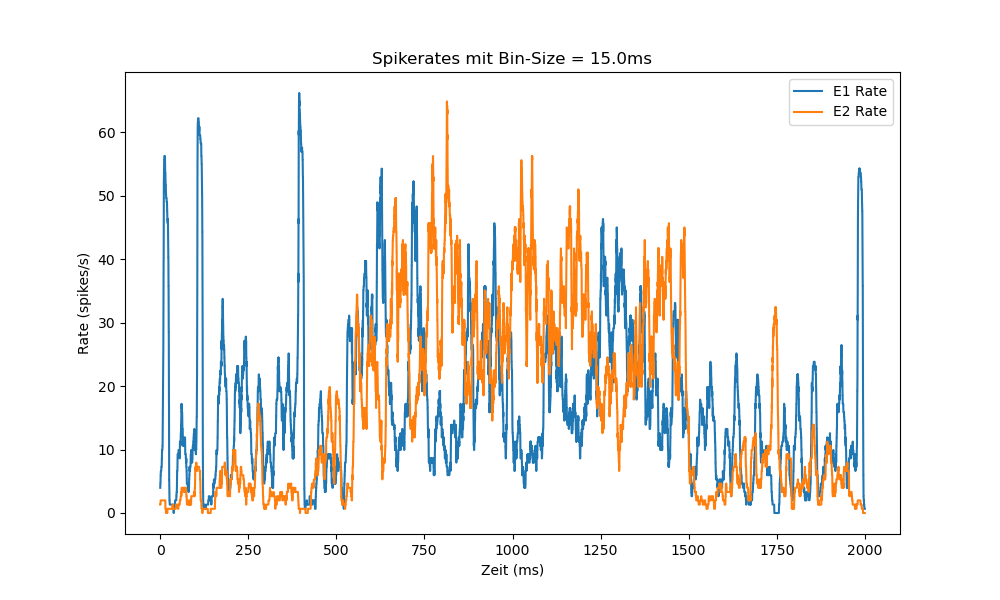 Spikerates mit Bin-Size = 15.0ms
E1 Rate
E2 Rate
Rate (spikes/s)
60
50
40
30
20
10
0
0 250 500 750 1000 1250 1500 1750 2000
Zeit (ms)